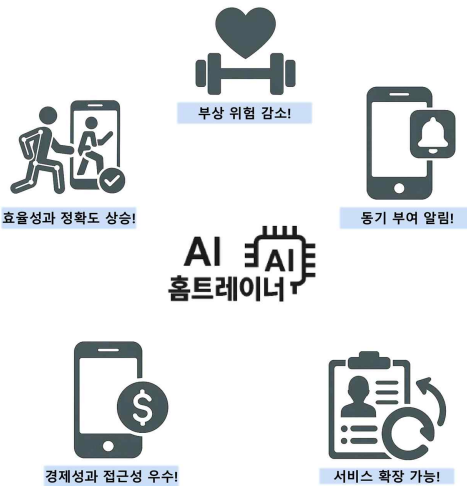 부상 위험 감소!
효율성과 정확도 상승!
동기 부여 알림!
AI
AI
홈트레이너
$
경제성과 접근성 우수!
서비스 확장 가능!